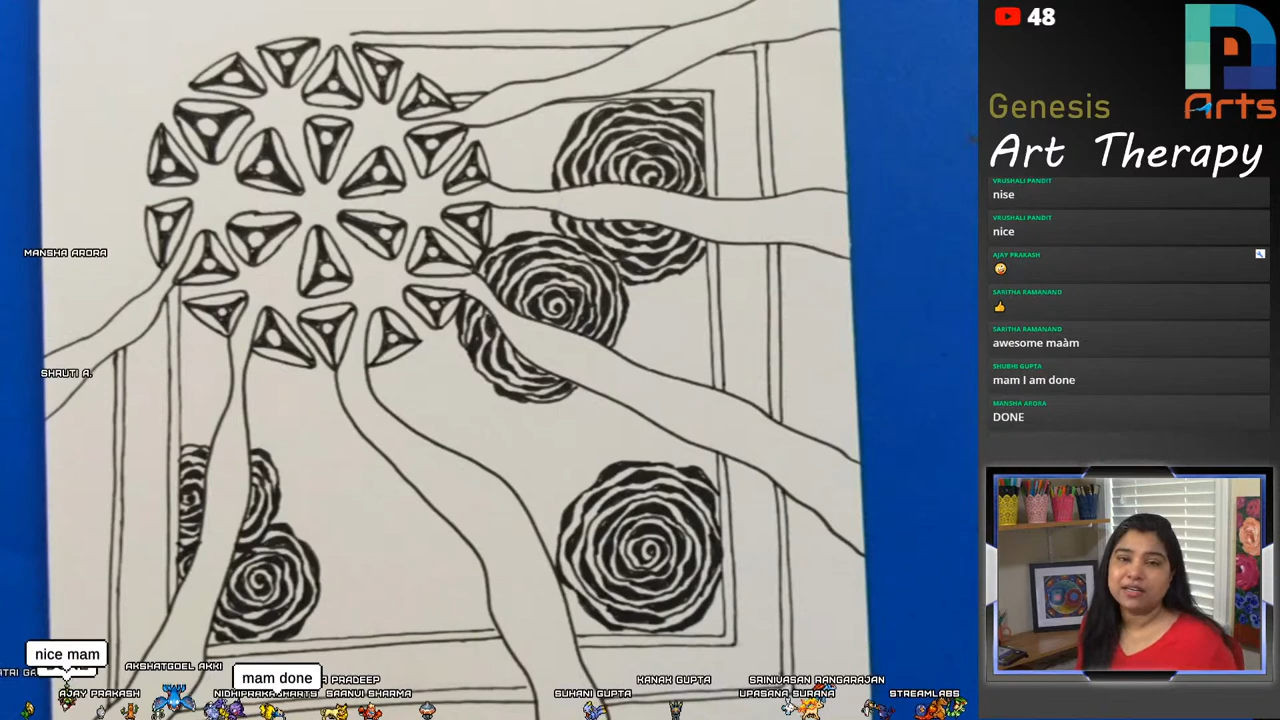 48
Arts
Genesis
Art Therapy
VRUSHALI PANDIT
nise
VRUSHALI PANDIT
nice
AJAY PRAKASH
SARITHA RAMANAND
SARITHA RAMANAND
awesome maàm
SHUBHI GUPTA
mam I am done
MANSHA ARORA
DONE
MANSHA ARORA
SHRUTI A.
nice mam
mam done
AKSHATGOEL AKKI
PRADEEP
AJAY PRAKASH
SAANVI SHARMA
SUHANI GUPTA
KANAK GUPTA
SRINIVASAN RANGARAJAN
UPASANA SURANA
STREAMLABS